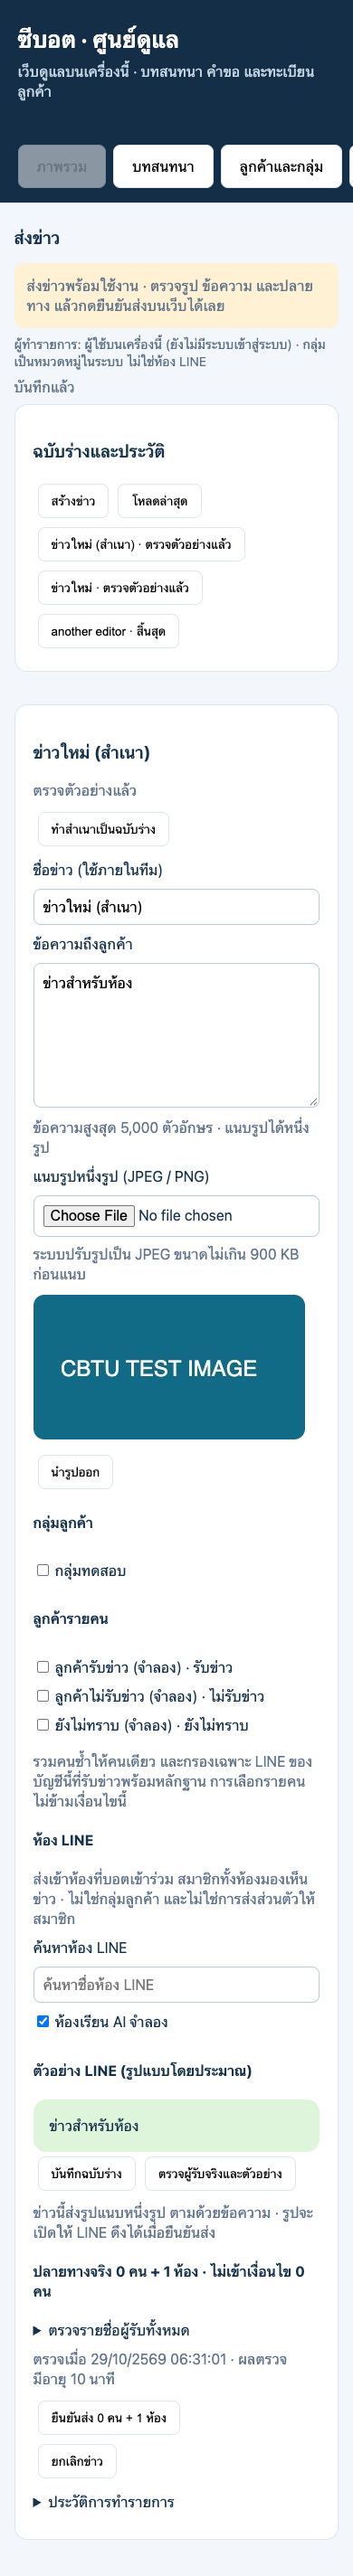 ซีบอต · ศูนย์ดูแล
เว็บดูแลบนเครื่องนี้ · บทสนทนา คำขอ และทะเบียน
ลูกค้า
ภาพรวม
บทสนทนา
ลูกค้าและกลุ่ม
ส่งข่าว
ส่งข่าวพร้อมใช้งาน · ตรวจรูป ข้อความ และปลาย
ทาง แล้วกดยืนยันส่งบนเว็บได้เลย
ผู้ทำรายการ: ผู้ใช้บนเครื่องนี้ (ยังไม่มีระบบเข้าสู่ระบบ) · กลุ่ม
เป็นหมวดหมู่ในระบบ ไม่ใช่ห้อง LINE
บันทึกแล้ว
ฉบับร่างและประวัติ
สร้างข่าว
โหลดล่าสุด
ข่าวใหม่ (สำเนา) · ตรวจตัวอย่างแล้ว
ข่าวใหม่ · ตรวจตัวอย่างแล้ว
another editor · สิ้นสุด
ข่าวใหม่ (สำเนา)
ตรวจตัวอย่างแล้ว
ทำสำเนาเป็นฉบับร่าง
ชื่อข่าว (ใช้ภายในทีม)
ข่าวใหม่ (สำเนา)
ข้อความถึงลูกค้า
ข่าวสำหรับห้อง
ข้อความสูงสุด 5,000 ตัวอักษร · แนบรูปได้หนึ่ง
รูป
แนบรูปหนึ่งรูป (JPEG / PNG)
Choose File No file chosen
ระบบปรับรูปเป็น JPEG ขนาดไม่เกิน 900 KB
ก่อนแนบ
CBTU TEST IMAGE
นำรูปออก
กลุ่มลูกค้า
กลุ่มทดสอบ
ลูกค้ารายคน
ลูกค้ารับข่าว (จำลอง) · รับข่าว
ลูกค้าไม่รับข่าว (จำลอง) · ไม่รับข่าว
ยังไม่ทราบ (จำลอง) · ยังไม่ทราบ
รวมคนซ้ำให้คนเดียว และกรองเฉพาะ LINE ของ
บัญชีนี้ที่รับข่าวพร้อมหลักฐาน การเลือกรายคน
ไม่ข้ามเงื่อนไขนี้
ห้อง LINE
ส่งเข้าห้องที่บอตเข้าร่วม สมาชิกทั้งห้องมองเห็น
ข่าว · ไม่ใช่กลุ่มลูกค้า และไม่ใช่การส่งส่วนตัวให้
สมาชิก
ค้นหาห้อง LINE
ค้นหาชื่อห้อง LINE
ห้องเรียน AI จำลอง
ตัวอย่าง LINE (รูปแบบโดยประมาณ)
ข่าวสำหรับห้อง
บันทึกฉบับร่าง
ตรวจผู้รับจริงและตัวอย่าง
ข่าวนี้ส่งรูปแนบหนึ่งรูป ตามด้วยข้อความ · รูปจะ
เปิดให้ LINE ดึงได้เมื่อยืนยันส่ง
ปลายทางจริง 0 คน + 1 ห้อง · ไม่เข้าเงื่อนไข 0
คน
ตรวจรายชื่อผู้รับทั้งหมด
ตรวจเมื่อ 29/10/2569 06:31:01 · ผลตรวจ
มีอายุ 10 นาที
ยืนยันส่ง 0 คน + 1 ห้อง
ยกเลิกข่าว
ประวัติการทำรายการ